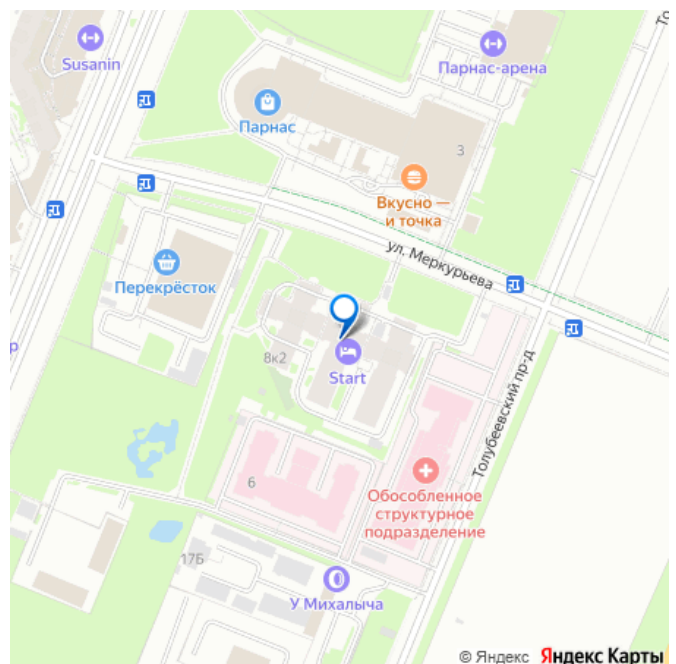 То
Susanin
Парнас-арена
Парнас
3
Вкусно —
и точка
ул. Меркурьева
Перекрёсток
р
8к2
Start
Толубеевский пр-д
6
Обособленное
структурное
подразделение
17Б
У Михалыча
© Яндекс Яндекс Карты